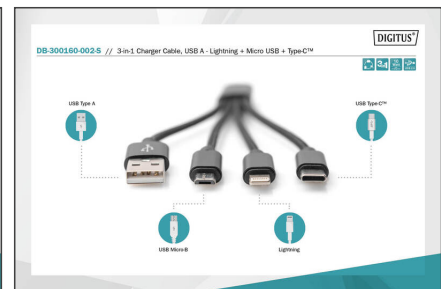 DIGITUS®
DB-300160-002-S // 3-in-1 Charger Cable, USB A - Lightning + Micro USB + Type-C™
USB Type A
USB Type-C™
USB Micro-B
Lightning